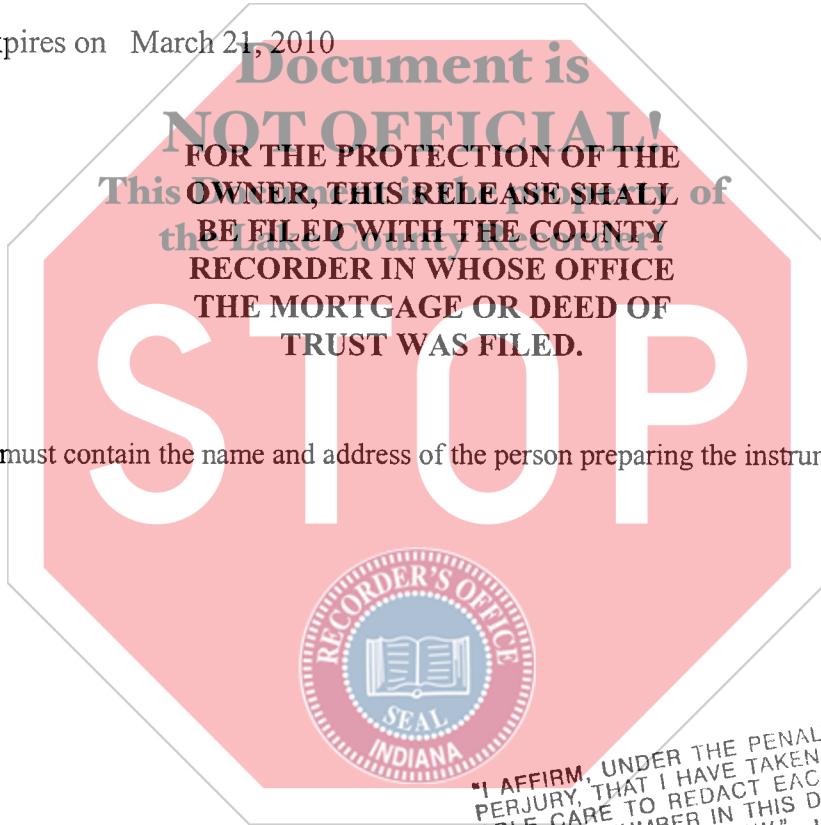 xpires on March 21, 2010
Document is
NOT OFFICIAL!
FOR THE PROTECTION OF THE
This Document is the property of
OWNER, THIS RELEASE SHALL
the Lake County Recorder!
BE FILED WITH THE COUNTY
RECORDER IN WHOSE OFFICE
THE MORTGAGE OR DEED OF
TRUST WAS FILED.
STOP
must contain the name and address of the person preparing the instrum
RECORDER'S OFFICE
SEAL
INDIANA
"I AFFIRM, UNDER THE PENAL
PERJURY, THAT I HAVE TAKEN
CARE TO REDACT EAC
IN THIS D